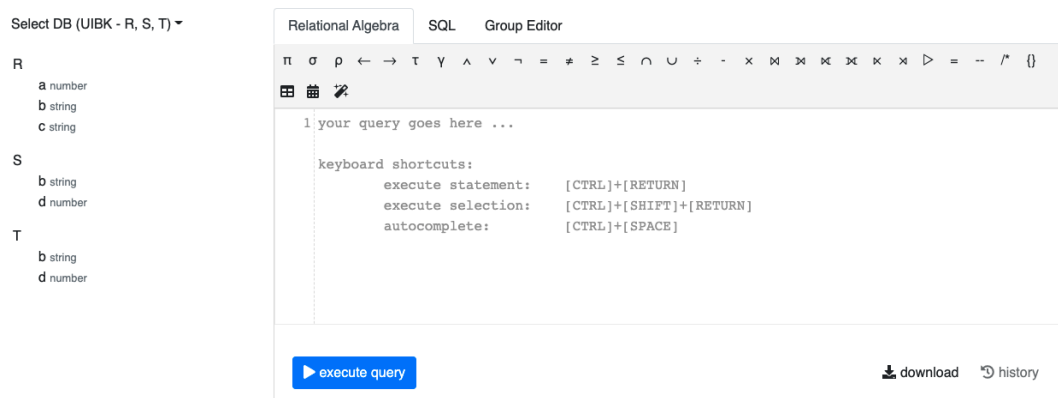 Select DB (UIBK - R, S, T)
R
a number
b string
c string
S
b string
d number
T
b string
d number
Relational Algebra SQL Group Editor
π σ ρ ← → τ γ ∧ ∨ ¬ = ≠ ≥ ≤ ∩ ∪ ÷ - × ⨝ ⟕ ⟖ ⟗ ⋉ ⋊ ▷ = -- /* {}
1 your query goes here ...
keyboard shortcuts:
execute statement: [CTRL]+[RETURN]
execute selection: [CTRL]+[SHIFT]+[RETURN]
autocomplete: [CTRL]+[SPACE]
execute query
download history